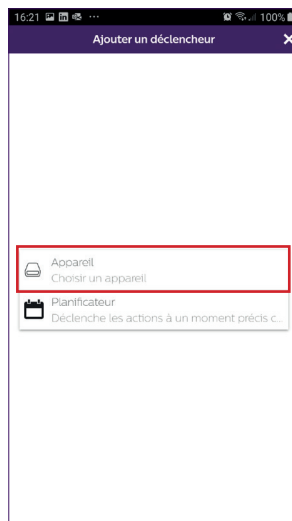 16:21 ... 100%
Ajouter un déclencheur ×
Appareil
Choisir un appareil
Planificateur
Déclenche les actions à un moment précis c...